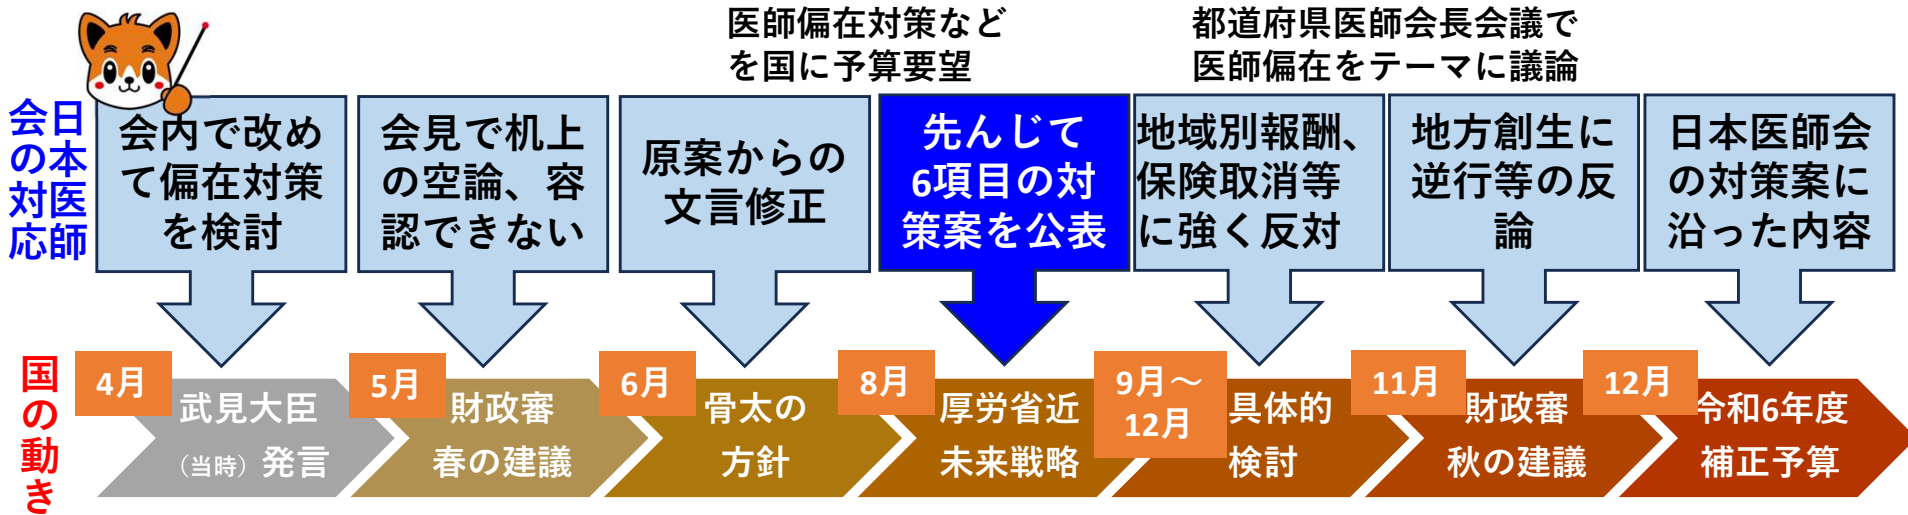 医師偏在対策など
を国に予算要望
都道府県医師会長会議で
医師偏在をテーマに議論
日本医師
会の対応
会内で改め
て偏在対策
を検討
会見で机上
の空論、容
認できない
原案からの
文言修正
先んじて
6項目の対
策案を公表
地域別報酬、
保険取消等
に強く反対
地方創生に
逆行等の反
論
日本医師会
の対策案に
沿った内容
国の動き
4月
武見大臣
（当時）発言
5月
財政審
春の建議
6月
骨太の
方針
8月
厚労省近
未来戦略
9月～
12月
具体的
検討
11月
財政審
秋の建議
12月
令和6年度
補正予算